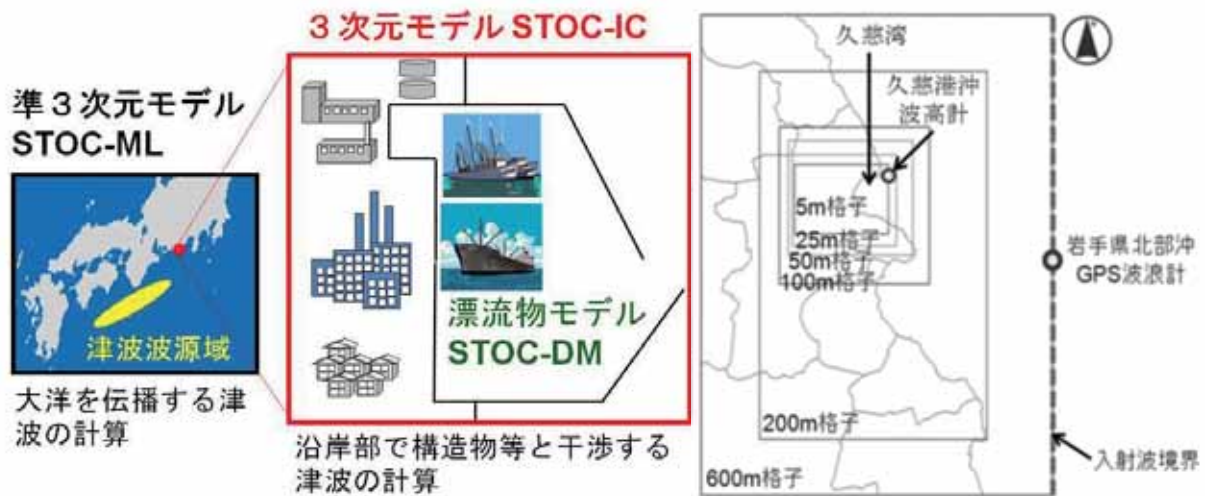 準３次元モデル
STOC-ML
津波波源域
大洋を伝播する津
波の計算
３次元モデル STOC-IC
漂流物モデル
STOC-DM
沿岸部で構造物等と干渉する
津波の計算
久慈湾
久慈港沖
波高計
5m格子
25m格子
50m格子
100m格子
200m格子
600m格子
岩手県北部沖
GPS波浪計
入射波境界